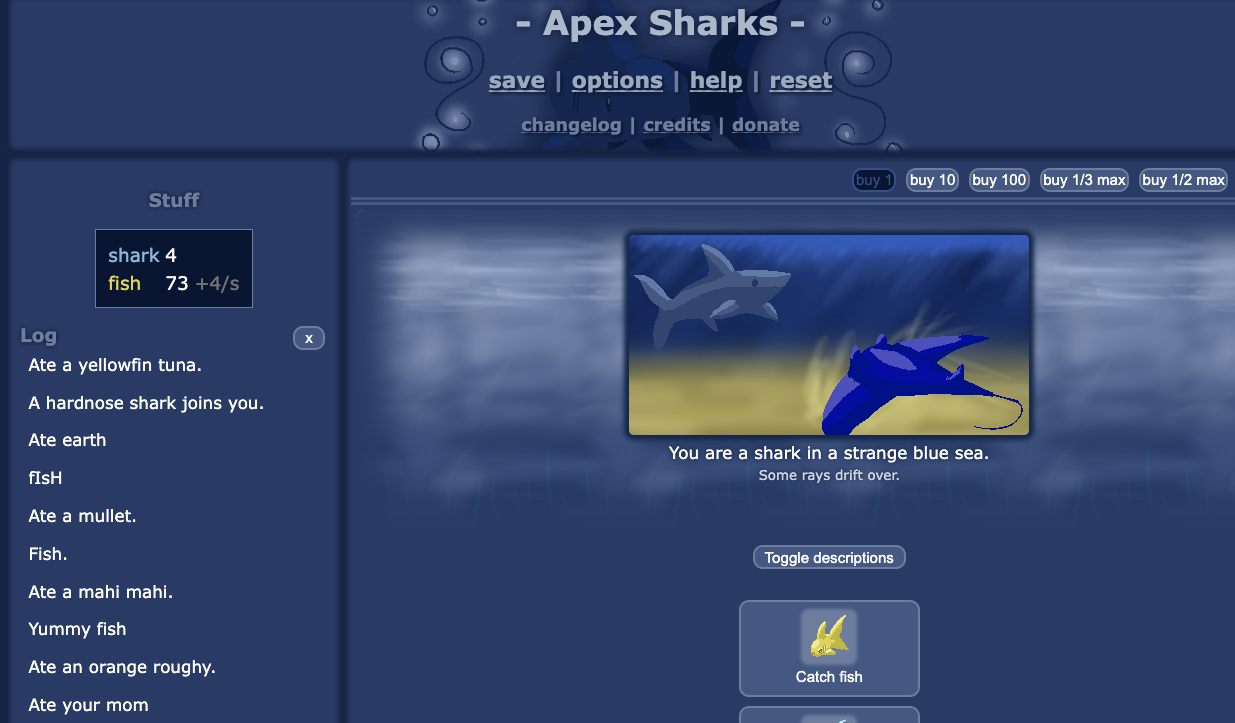 - Apex Sharks -
save | options | help | reset
changelog | credits | donate
Stuff
shark 4
fish 73 +4/s
Log
x
Ate a yellowfin tuna.
A hardnose shark joins you.
Ate earth
fIsH
Ate a mullet.
Fish.
Ate a mahi mahi.
Yummy fish
Ate an orange roughy.
Ate your mom
buy 1 buy 10 buy 100 buy 1/3 max buy 1/2 max
You are a shark in a strange blue sea.
Some rays drift over.
Toggle descriptions
Catch fish